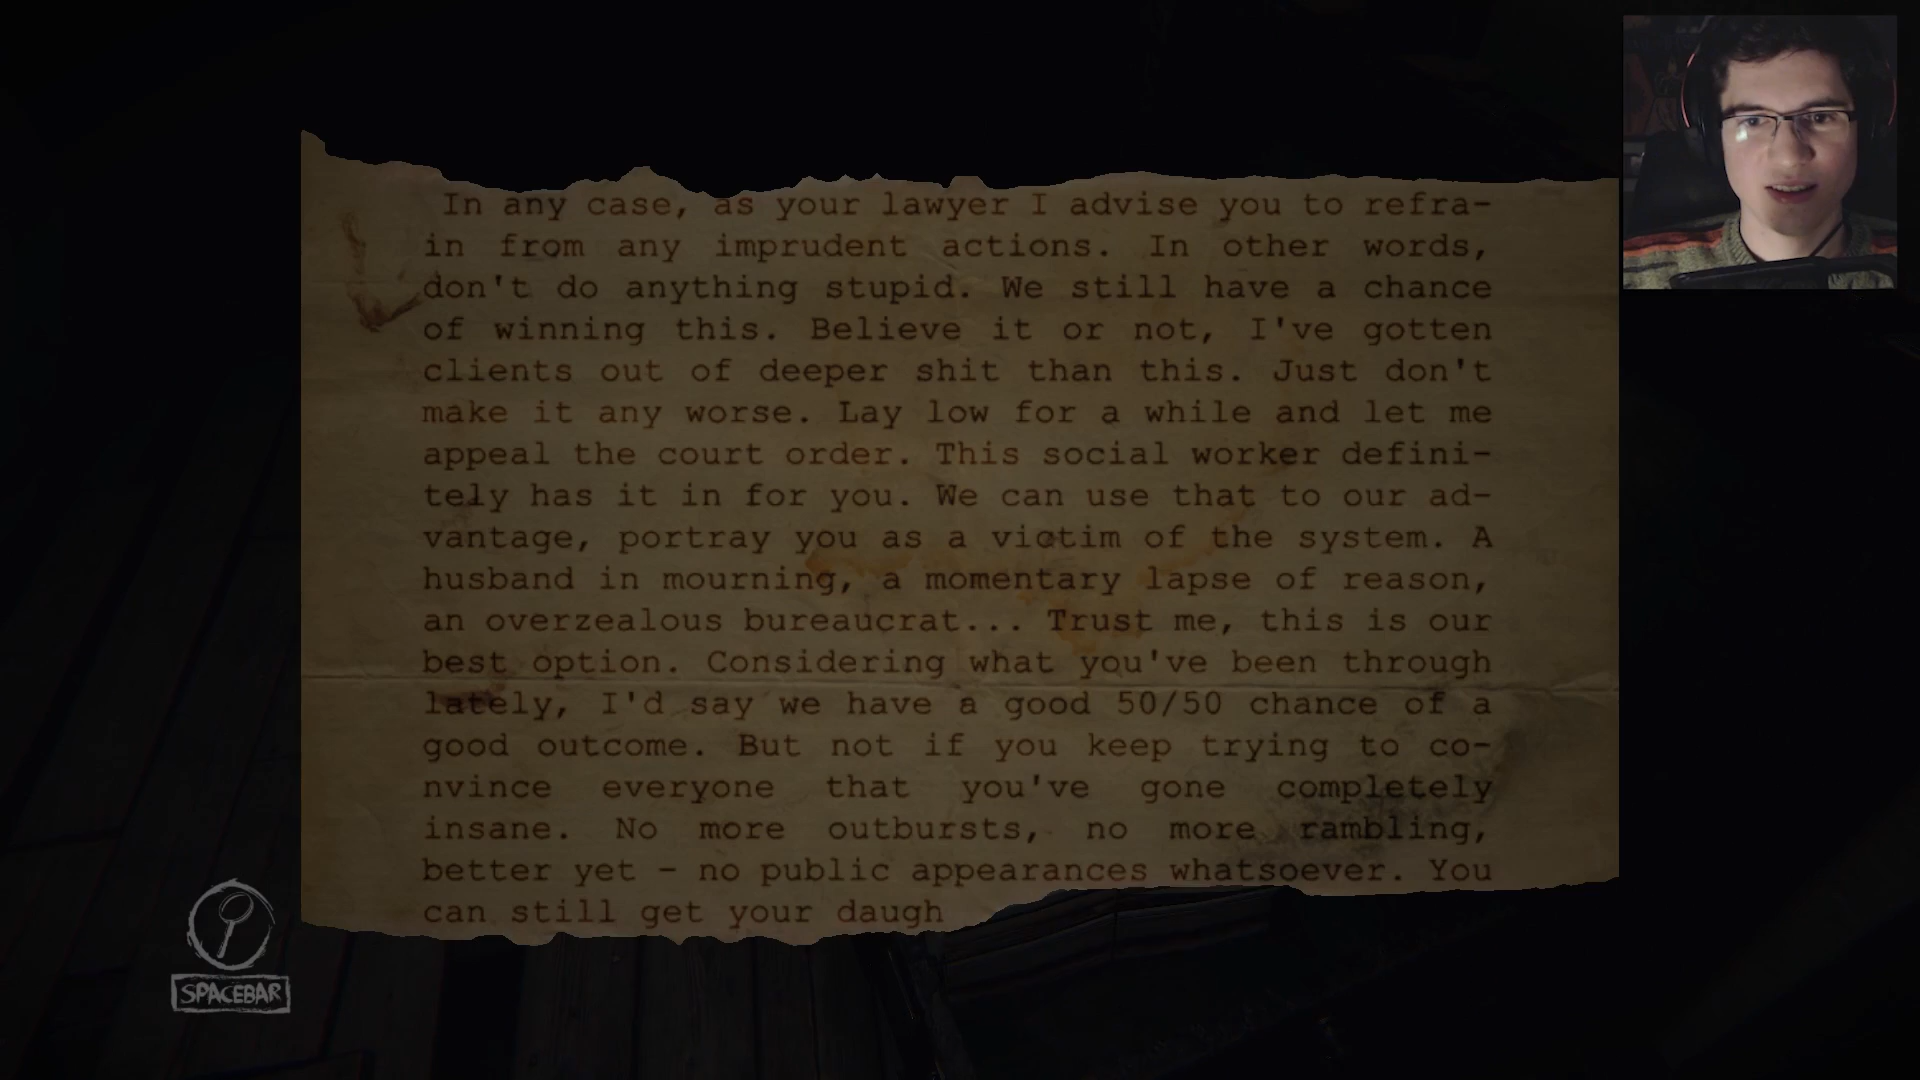 In any case, as your lawyer I advise you to refra-
in from any imprudent actions. In other words,
don't do anything stupid. We still have a chance
of winning this. Believe it or not, I've gotten
clients out of deeper shit than this. Just don't
make it any worse. Lay low for a while and let me
appeal the court order. This social worker defini-
tely has it in for you. We can use that to our ad-
vantage, portray you as a victim of the system. A
husband in mourning, a momentary lapse of reason,
an overzealous bureaucrat... Trust me, this is our
best option. Considering what you've been through
lately, I'd say we have a good 50/50 chance of a
good outcome. But not if you keep trying to co-
nvince everyone that you've gone completely
insane. No more outbursts, no more rambling,
better yet - no public appearances whatsoever. You
can still get your daugh
SPACEBAR